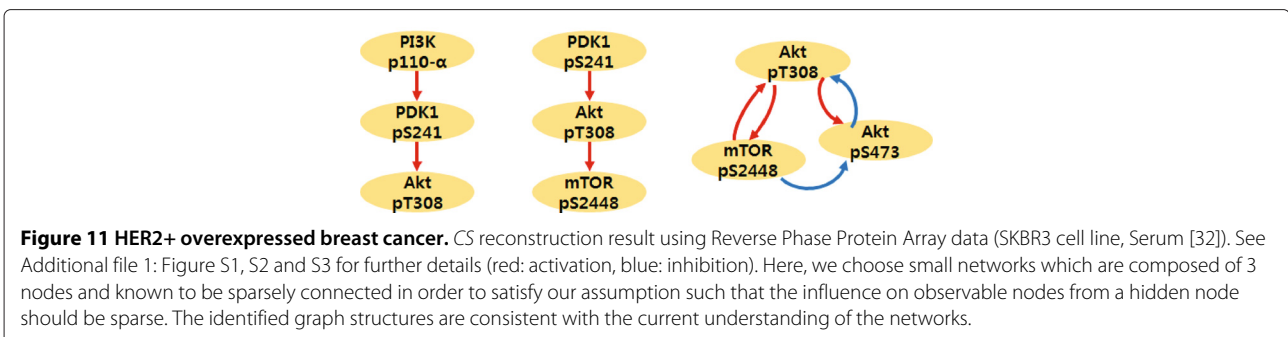 PI3K
p110-α
PDK1
pS241
Akt
pT308
PDK1
pS241
Akt
pT308
mTOR
pS2448
Akt
pT308
mTOR
pS2448
Akt
pS473
Figure 11 HER2+ overexpressed breast cancer. CS reconstruction result using Reverse Phase Protein Array data (SKBR3 cell line, Serum [32]). See
Additional file 1: Figure S1, S2 and S3 for further details (red: activation, blue: inhibition). Here, we choose small networks which are composed of 3
nodes and known to be sparsely connected in order to satisfy our assumption such that the influence on observable nodes from a hidden node
should be sparse. The identified graph structures are consistent with the current understanding of the networks.